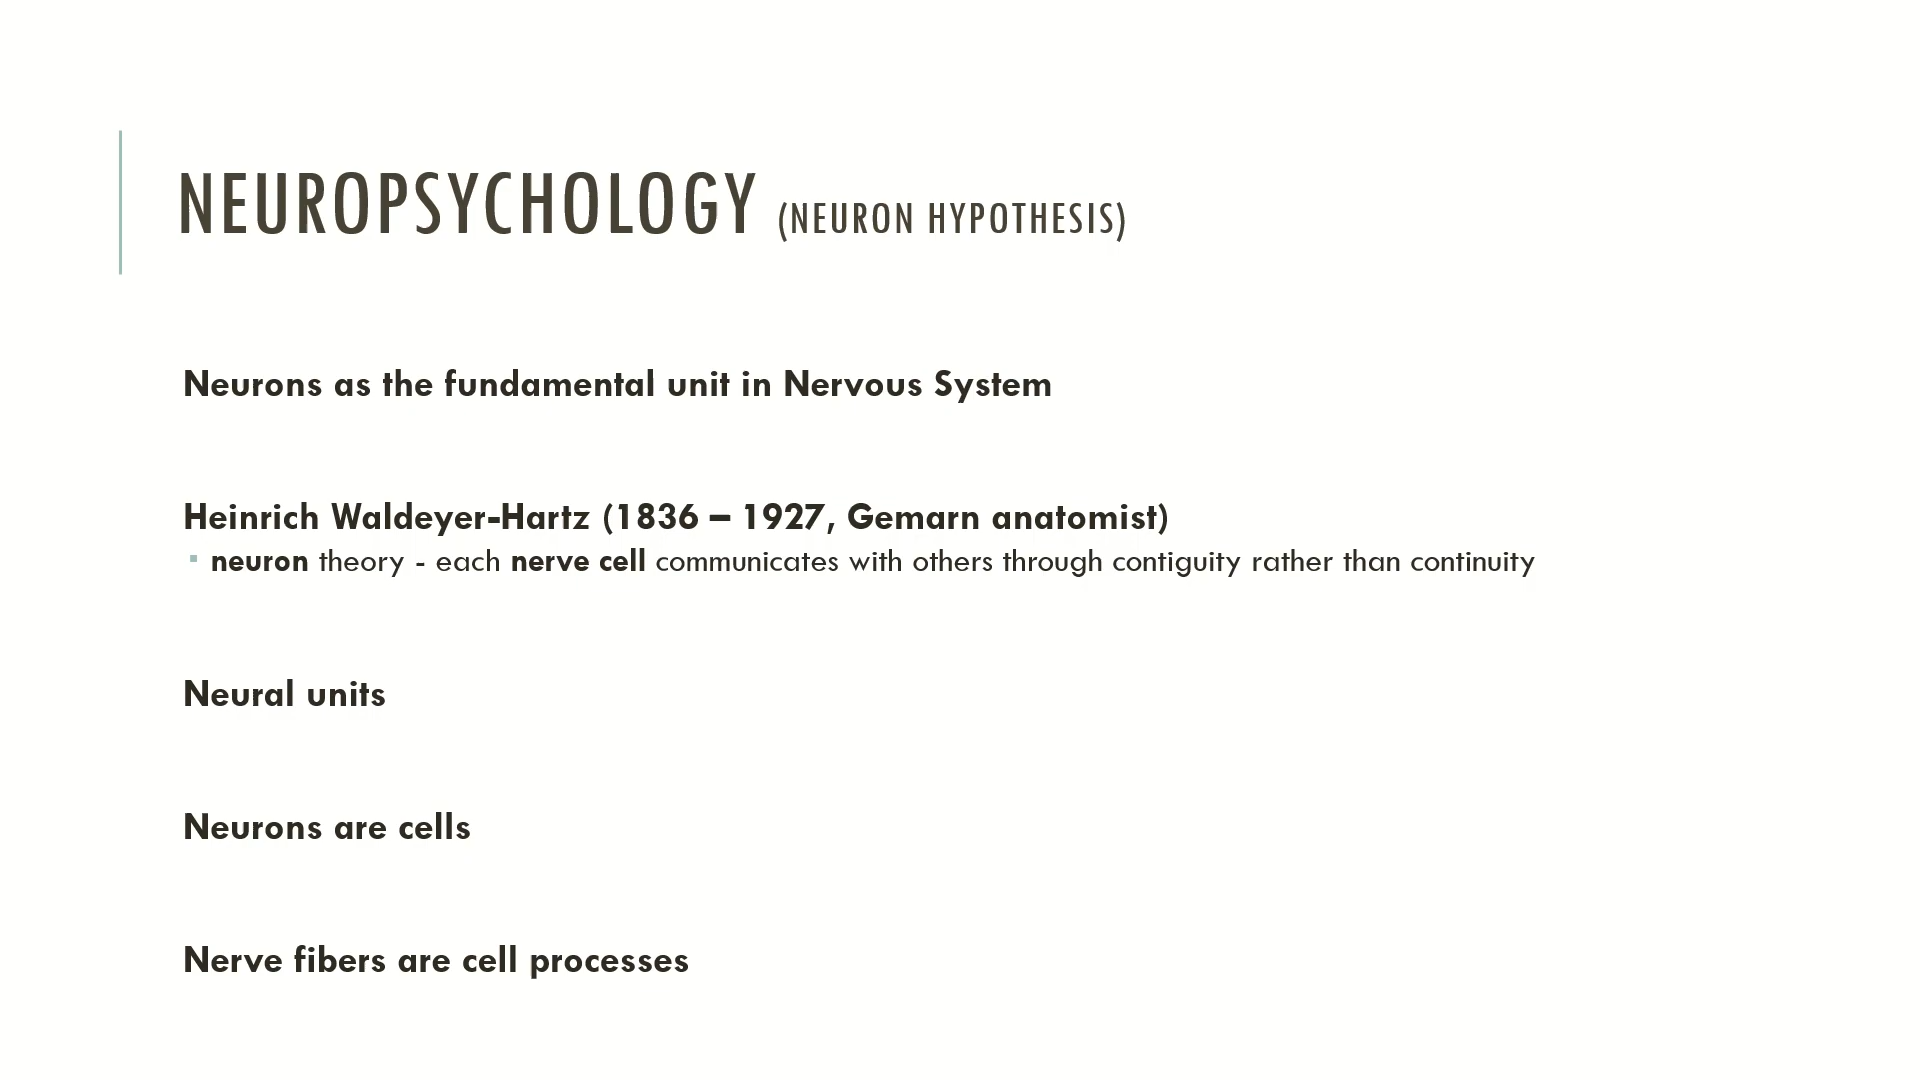 NEUROPSYCHOLOGY (NEURON HYPOTHESIS)
Neurons as the fundamental unit in Nervous System
Heinrich Waldeyer-Hartz (1836 – 1927, Gemarn anatomist)
▪ neuron theory - each nerve cell communicates with others through contiguity rather than continuity
Neural units
Neurons are cells
Nerve fibers are cell processes